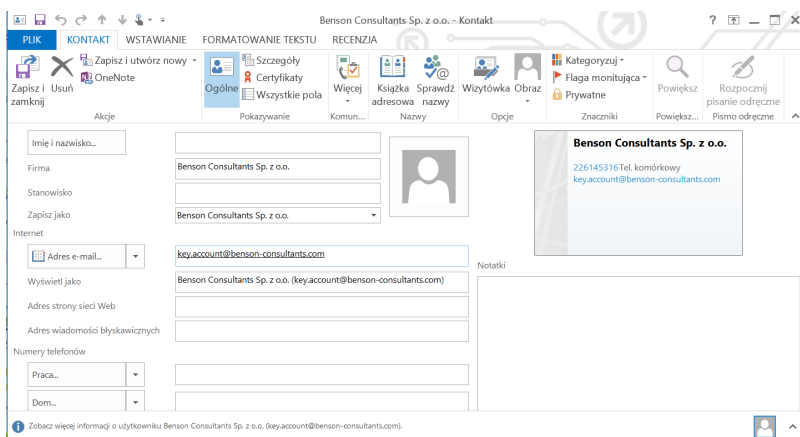 Benson Consultants Sp. z o.o. - Kontakt
PLIK KONTAKT WSTAWIANIE FORMATOWANIE TEKSTU RECENZJA
Zapisz i zamknij
Usuń
Zapisz i utwórz nowy
OneNote
Akcje
Ogólne
Szczegóły
Certyfikaty
Wszystkie pola
Pokazywanie
Więcej
Komun...
Książka adresowa
Sprawdź nazwy
Nazwy
Wizytówka
Obraz
Opcje
Kategoryzuj
Flaga monitująca
Prywatne
Znaczniki
Powiększ
Powiększ...
Rozpocznij pisanie odręczne
Pismo odręczne
Imię i nazwisko...
Firma Benson Consultants Sp. z o.o.
Stanowisko
Zapisz jako Benson Consultants Sp. z o.o.
Internet
Adres e-mail... key.account@benson-consultants.com
Wyświetl jako Benson Consultants Sp. z o.o. (key.account@benson-consultants.com)
Adres strony sieci Web
Adres wiadomości błyskawicznych
Numery telefonów
Praca...
Dom...
Benson Consultants Sp. z o.o.
226145316 Tel. komórkowy
key.account@benson-consultants.com
Notatki
Zobacz więcej informacji o użytkowniku Benson Consultants Sp. z o.o. (key.account@benson-consultants.com).